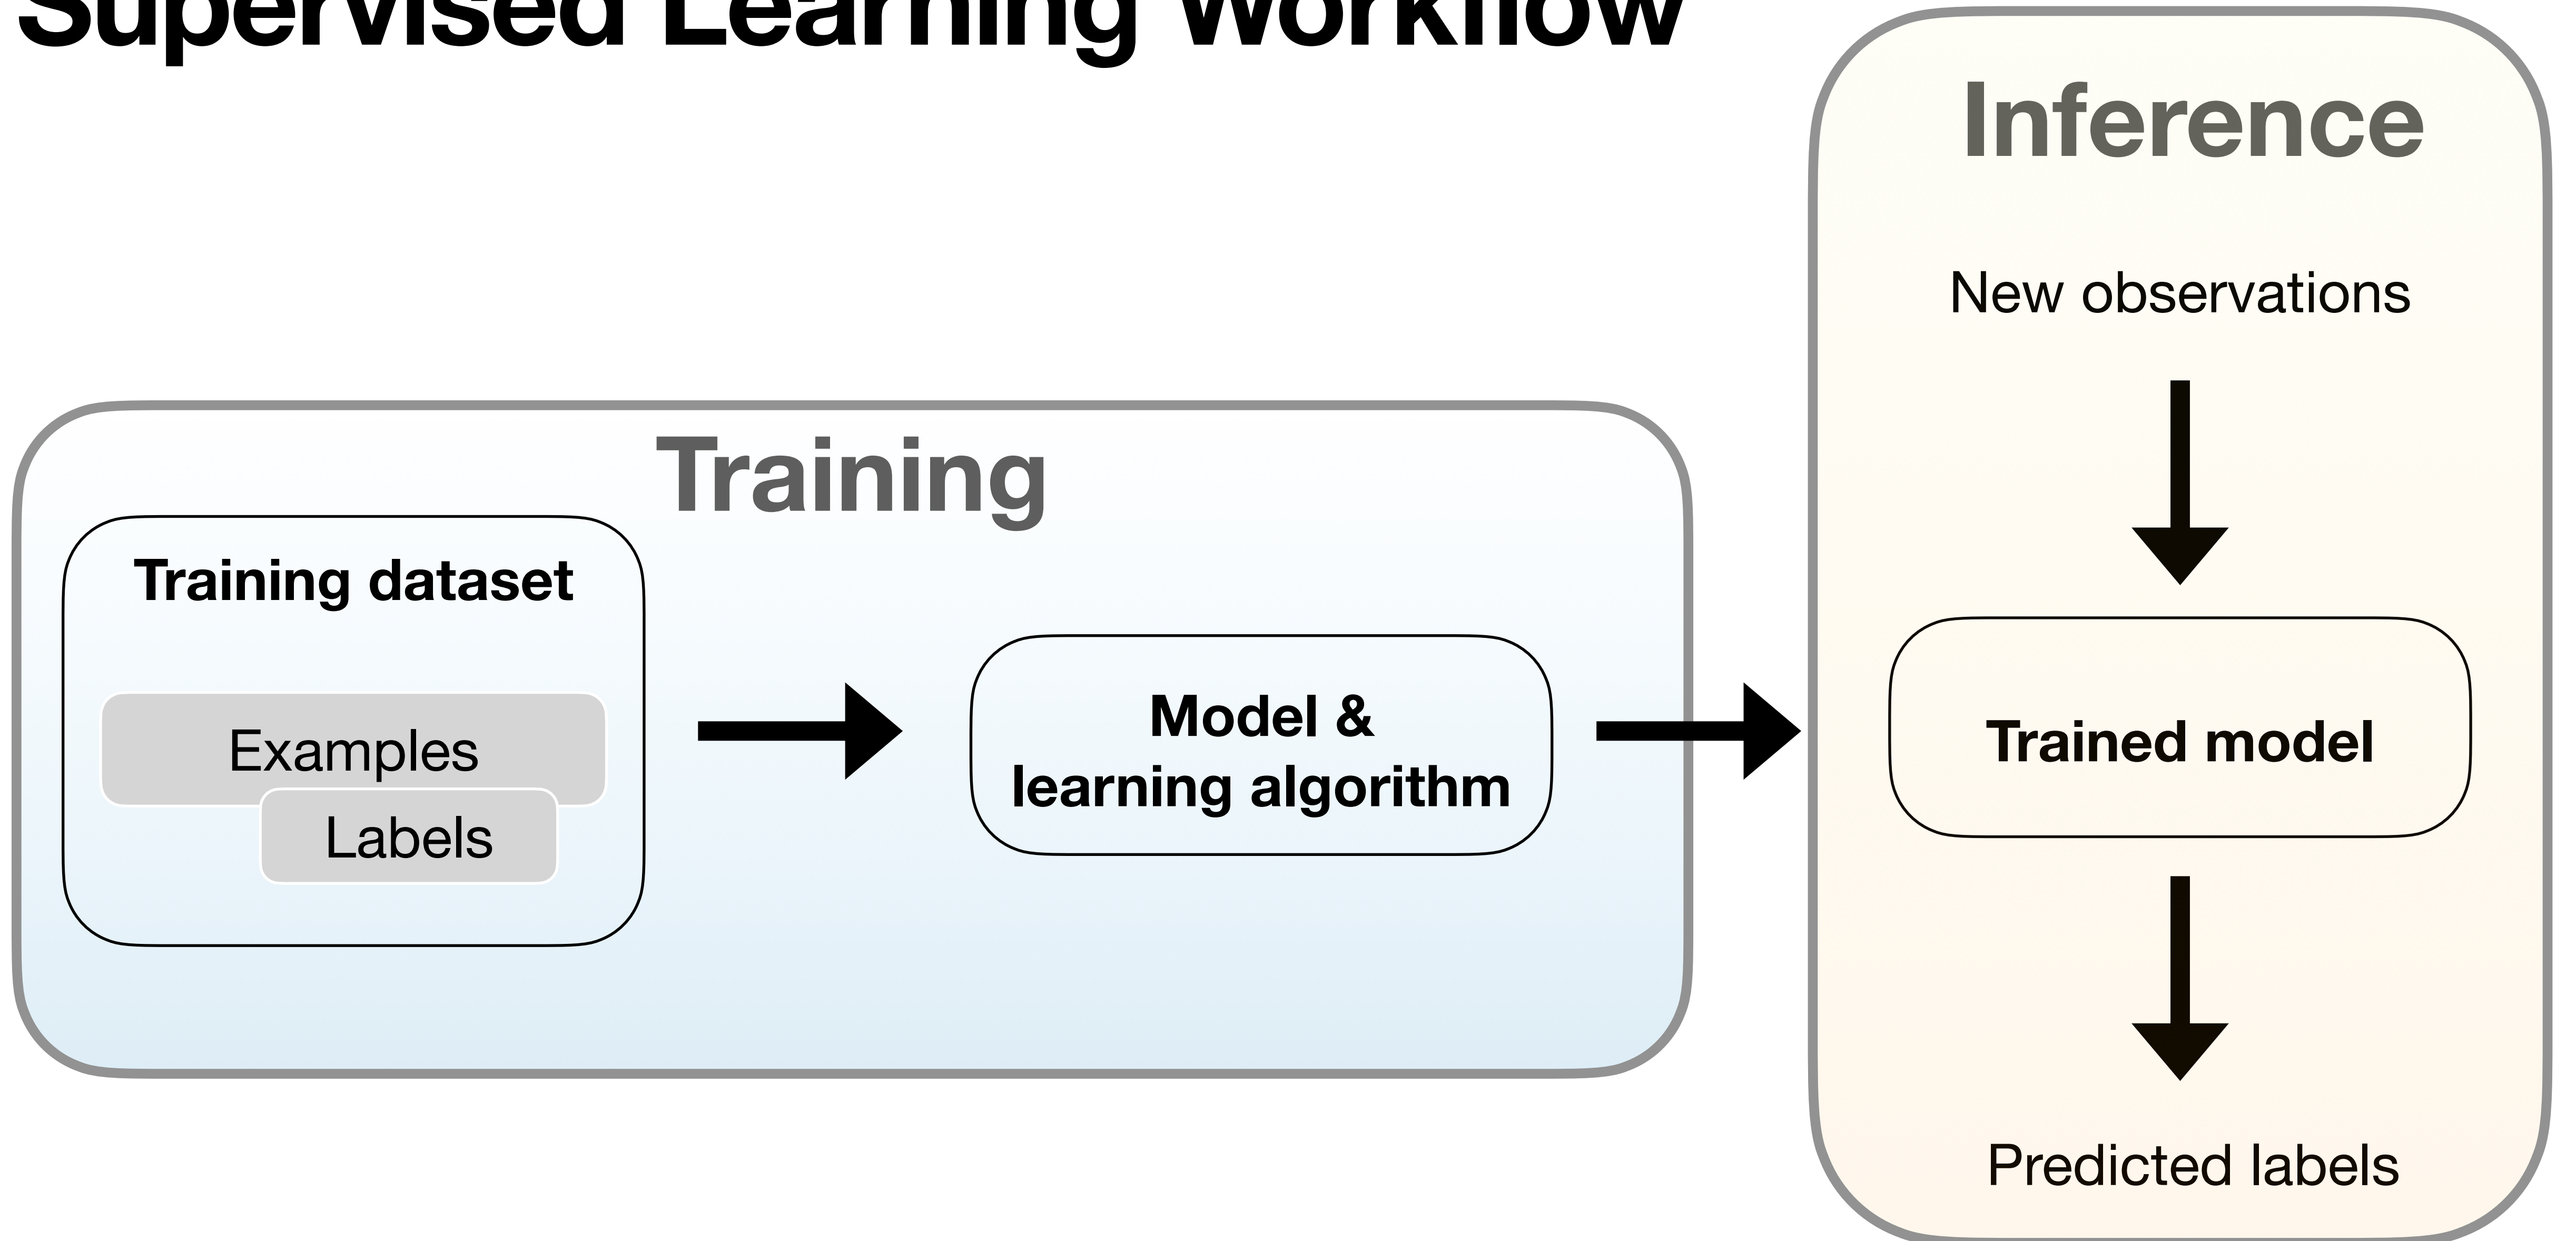 Supervised Learning Workflow
Training
Training dataset
Examples
Labels
Model &
learning algorithm
Inference
New observations
Trained model
Predicted labels